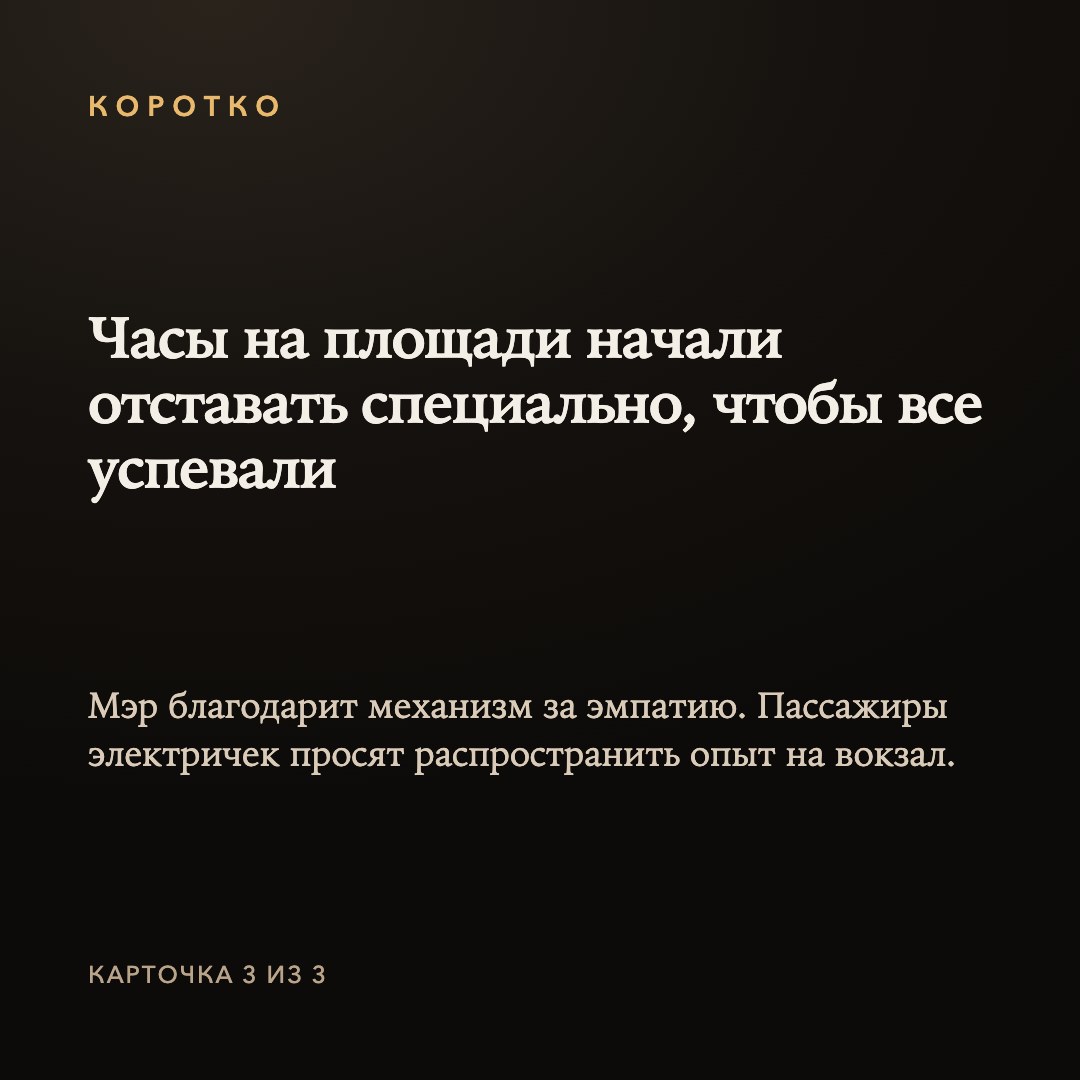 КОРОТКО
Часы на площади начали
отставать специально, чтобы все
успевали
Мэр благодарит механизм за эмпатию. Пассажиры
электричек просят распространить опыт на вокзал.
КАРТОЧКА 3 ИЗ 3